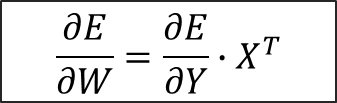 ∂E/∂W = ∂E/∂Y · X^T